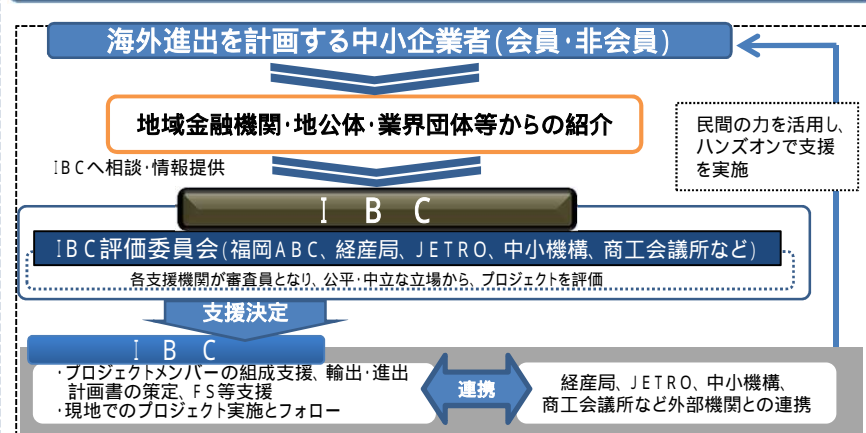 海外進出を計画する中小企業者(会員･非会員)
地域金融機関･地公体･業界団体等からの紹介
民間の力を活用し、
ハンズオンで支援
を実施
IBCへ相談･情報提供
I B C
IBC評価委員会(福岡ABC、経産局、JETRO、中小機構、商工会議所など)
各支援機関が審査員となり、公平･中立な立場から、プロジェクトを評価
支援決定
I B C
･プロジェクトメンバーの組成支援、輸出･進出
計画書の策定、FS等支援
･現地でのプロジェクト実施とフォロー
連携
経産局、JETRO、中小機構、
商工会議所など外部機関との連携